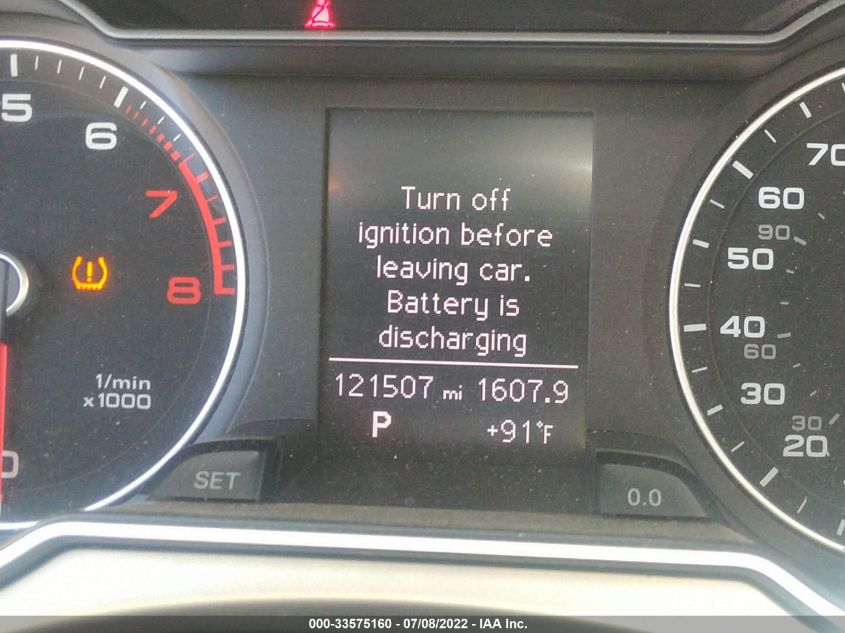 5
6
7
8
1/min
x1000
0
SET
Turn off
ignition before
leaving car.
Battery is
discharging
121507 mi 1607.9
P +91°F
0.0
70
60
90
50
40
60
30
30
20
000-33575160 - 07/08/2022 - IAA Inc.